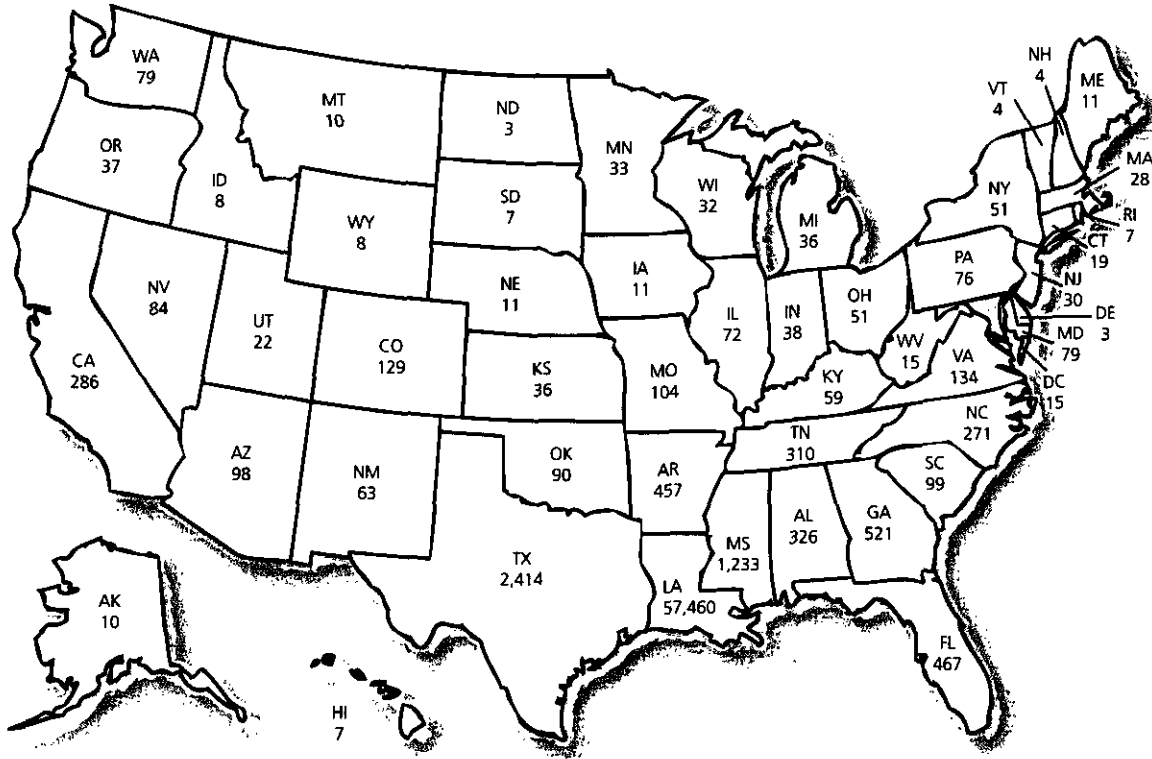 WA
79
OR
37
CA
286
ID
8
NV
84
MT
10
WY
8
UT
22
CO
129
AZ
98
NM
63
ND
3
SD
7
NE
11
KS
36
OK
90
TX
2,414
MN
33
IA
11
MO
104
AR
457
LA
57,460
WI
32
IL
72
MI
36
IN
38
OH
51
KY
59
TN
310
MS
1,233
AL
326
GA
521
FL
467
SC
99
NC
271
VA
134
WV
15
PA
76
NY
51
VT
4
NH
4
ME
11
MA
28
RI
7
CT
19
NJ
30
DE
3
MD
79
DC
15
AK
10
HI
7